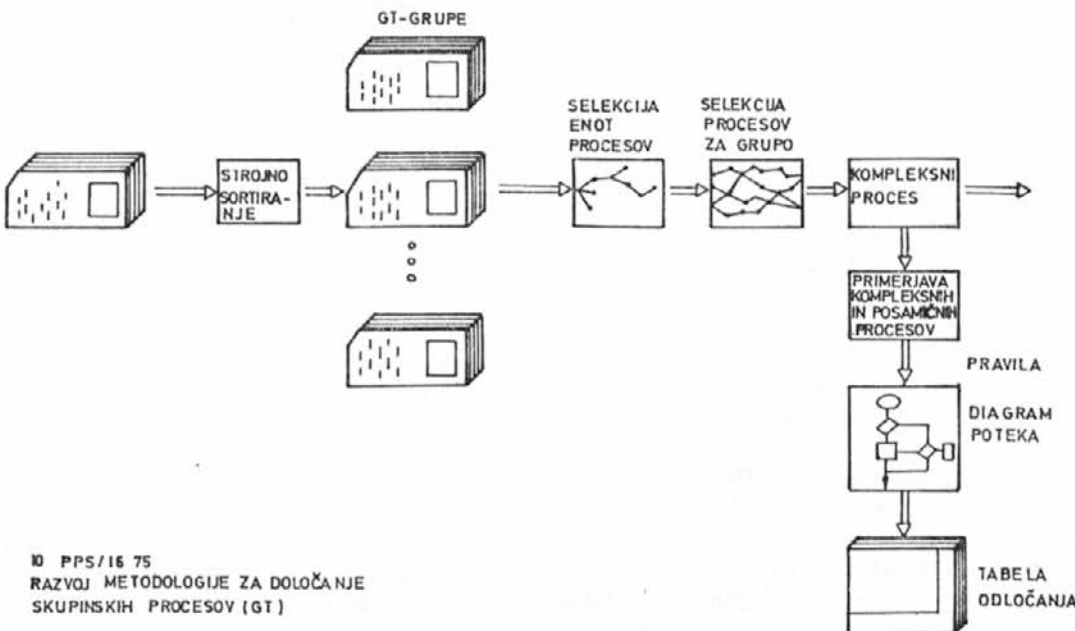 GT-GRUPE
STROJNO
SORTIRA-
NJE
SELEKCIJA
ENOT
PROCESOV
SELEKCIJA
PROCESOV
ZA GRUPO
KOMPLEKSNI
PROCES
PRIMERJAVA
KOMPLEKSNIH
IN POSAMIČNIH
PROCESOV
PRAVILA
DIAGRAM
POTEKA
TABELA
ODLOČANJA
10 PPS/16 75
RAZVOJ METODOLOGIJE ZA DOLOČANJE
SKUPINSKIH PROCESOV (GT)